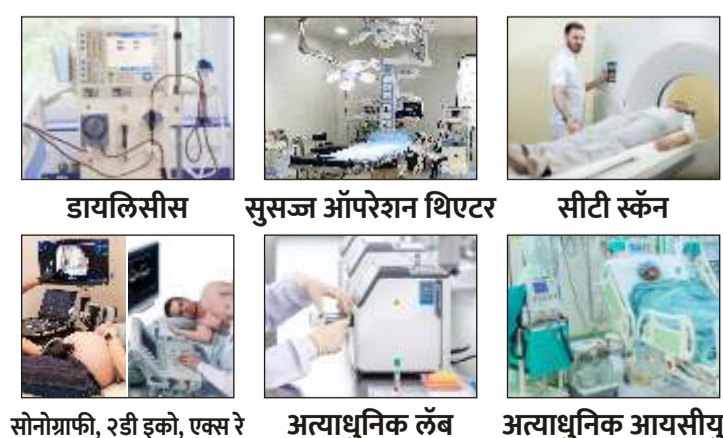 डायलिसीस
सुसज्ज ऑपरेशन थिएटर
सीटी स्कॅन
सोनोग्राफी, २डी इको, एक्स रे
अत्याधुनिक लॅब
अत्याधुनिक आयसीयु